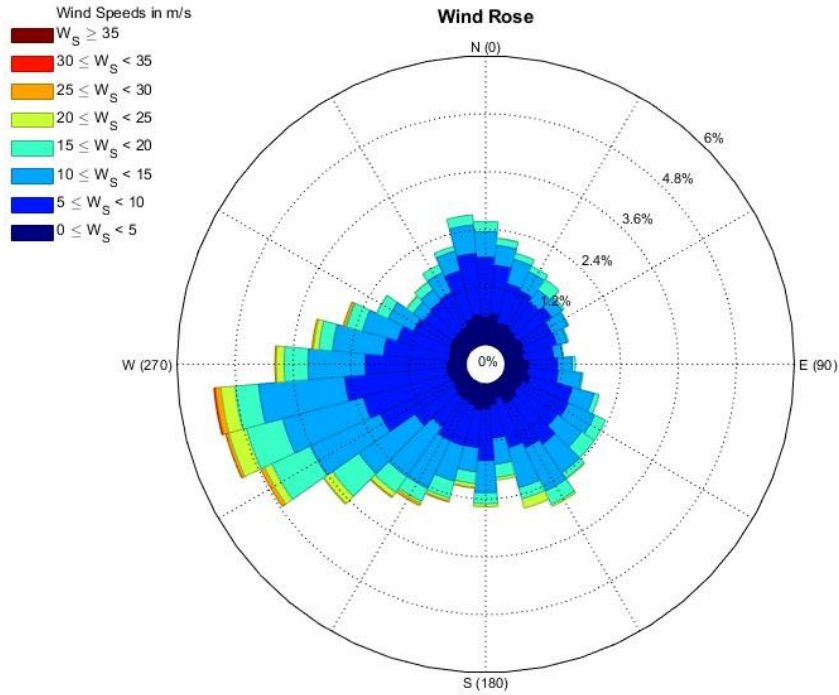 Wind Speeds in m/s
W_S ≥ 35
30 ≤ W_S < 35
25 ≤ W_S < 30
20 ≤ W_S < 25
15 ≤ W_S < 20
10 ≤ W_S < 15
5 ≤ W_S < 10
0 ≤ W_S < 5
Wind Rose
N (0)
6%
4.8%
3.6%
2.4%
1.2%
0%
W (270)
E (90)
S (180)